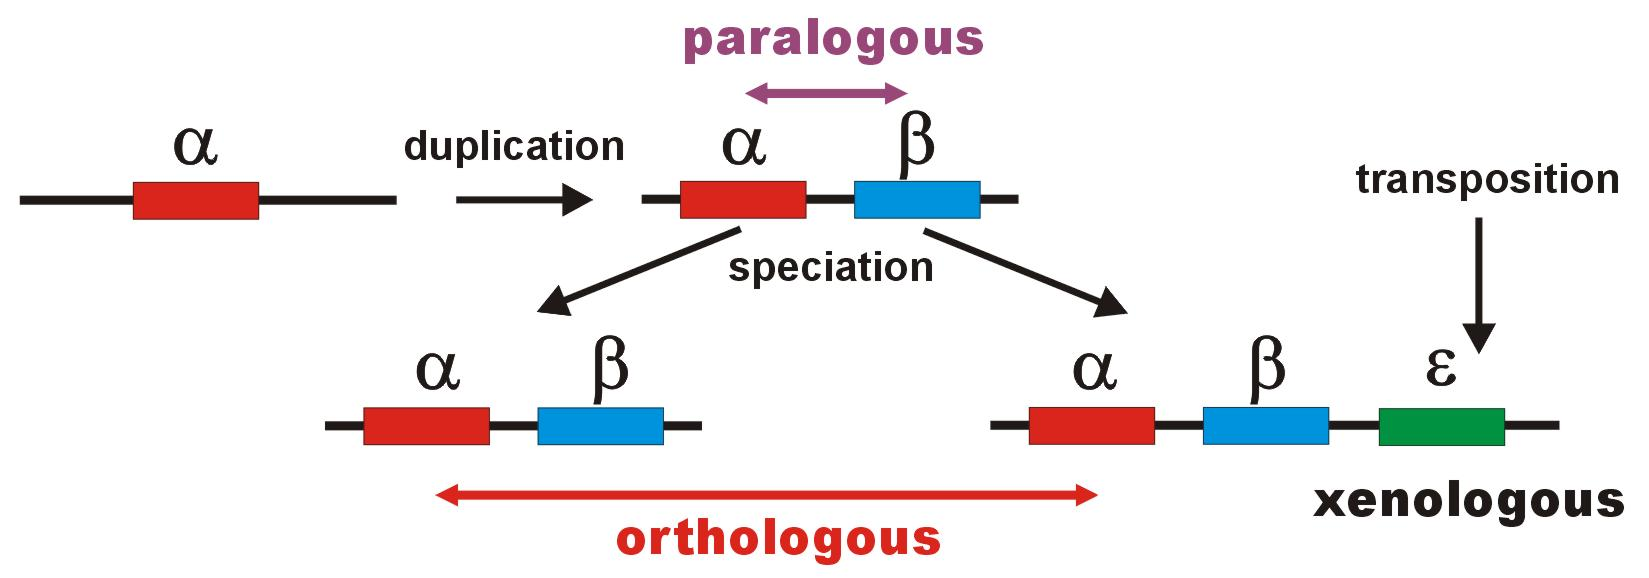 paralogous
α
duplication
α
β
transposition
speciation
α
β
α
β
ε
xenologous
orthologous